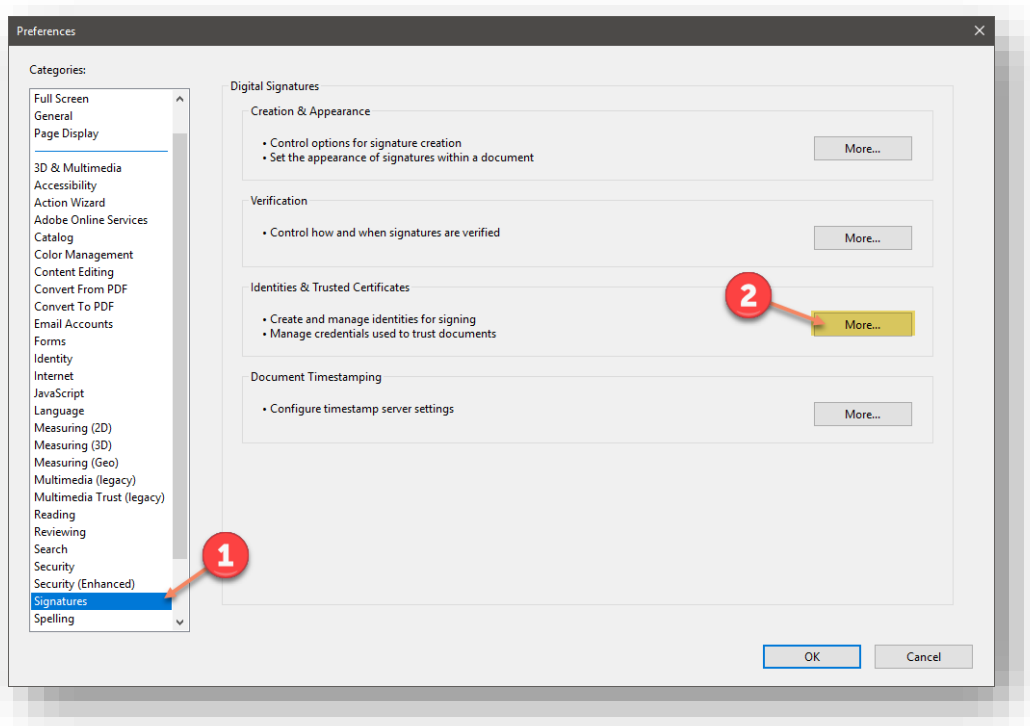 Preferences
Categories:
Full Screen
General
Page Display
3D & Multimedia
Accessibility
Action Wizard
Adobe Online Services
Catalog
Color Management
Content Editing
Convert From PDF
Convert To PDF
Email Accounts
Forms
Identity
Internet
JavaScript
Language
Measuring (2D)
Measuring (3D)
Measuring (Geo)
Multimedia (legacy)
Multimedia Trust (legacy)
Reading
Reviewing
Search
Security
Security (Enhanced)
Signatures
Spelling
1
Digital Signatures
Creation & Appearance
• Control options for signature creation
• Set the appearance of signatures within a document
More...
Verification
• Control how and when signatures are verified
More...
Identities & Trusted Certificates
• Create and manage identities for signing
• Manage credentials used to trust documents
2
More...
Document Timestamping
• Configure timestamp server settings
More...
OK
Cancel